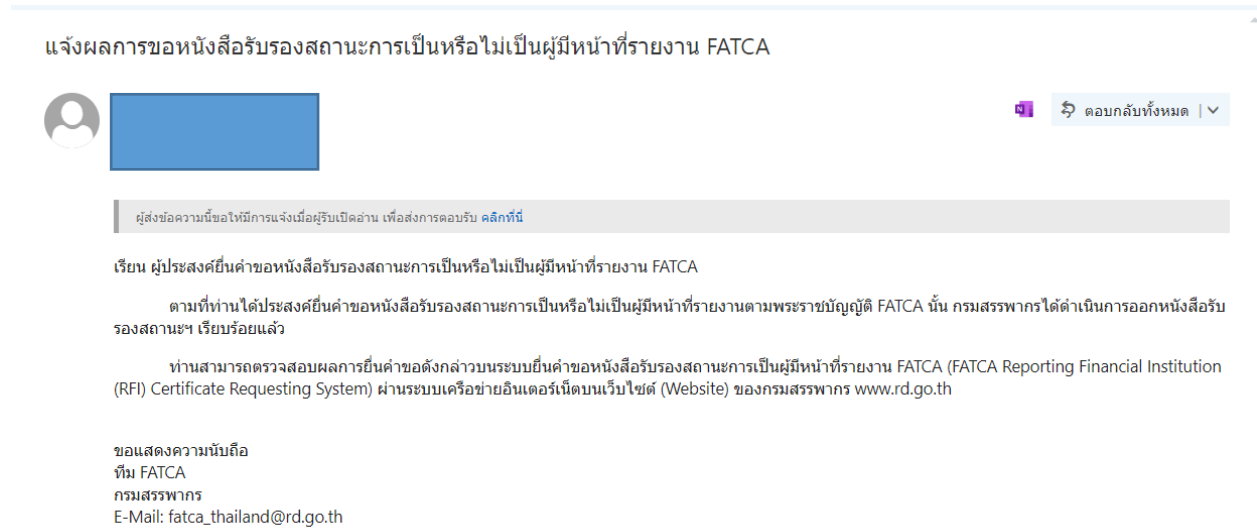 แจ้งผลการขอหนังสือรับรองสถานะการเป็นหรือไม่เป็นผู้มีหน้าที่รายงาน FATCA
ตอบกลับทั้งหมด
ผู้ส่งข้อความนี้ขอให้มีการแจ้งเมื่อผู้รับเปิดอ่าน เพื่อส่งการตอบรับ คลิกที่นี่
เรียน ผู้ประสงค์ยื่นคำขอหนังสือรับรองสถานะการเป็นหรือไม่เป็นผู้มีหน้าที่รายงาน FATCA
ตามที่ท่านได้ประสงค์ยื่นคำขอหนังสือรับรองสถานะการเป็นหรือไม่เป็นผู้มีหน้าที่รายงานตามพระราชบัญญัติ FATCA นั้น กรมสรรพากรได้ดำเนินการออกหนังสือรับ
รองสถานะฯ เรียบร้อยแล้ว
ท่านสามารถตรวจสอบผลการยื่นคำขอดังกล่าวบนระบบยื่นคำขอหนังสือรับรองสถานะการเป็นผู้มีหน้าที่รายงาน FATCA (FATCA Reporting Financial Institution
(RFI) Certificate Requesting System) ผ่านระบบเครือข่ายอินเตอร์เน็ตบนเว็บไซต์ (Website) ของกรมสรรพากร www.rd.go.th
ขอแสดงความนับถือ
ทีม FATCA
กรมสรรพากร
E-Mail: fatca_thailand@rd.go.th